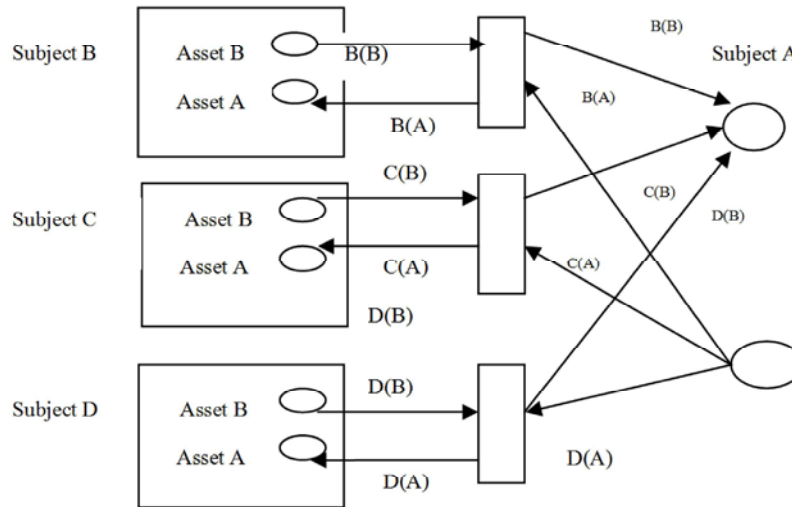 B(B)
Subject B
Asset B
B(B)
Subject A
Asset A
B(A)
B(A)
C(B)
C(B)
Subject C
Asset B
D(B)
Asset A
C(A)
C(A)
D(B)
D(B)
Subject D
Asset B
Asset A
D(A)
D(A)